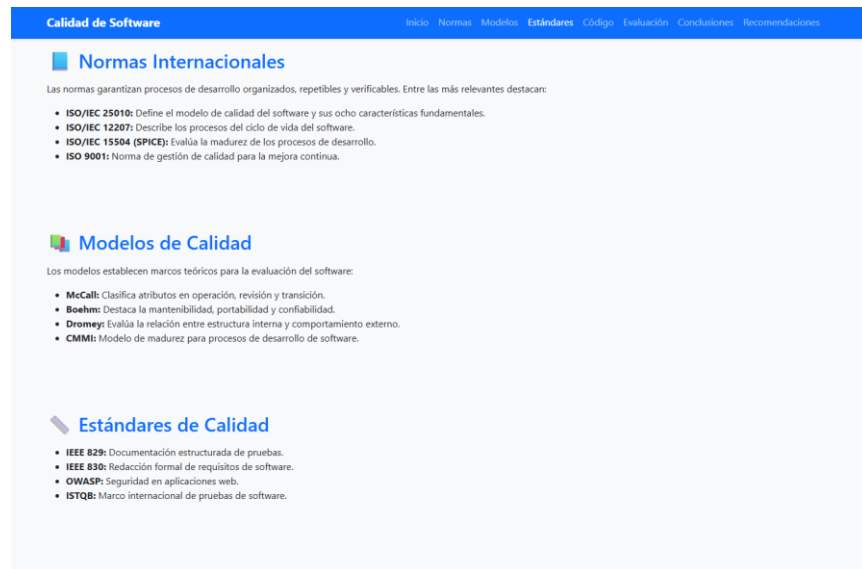 Calidad de Software
Inicio Normas Modelos Estándares Código Evaluación Conclusiones Recomendaciones
Normas Internacionales
Las normas garantizan procesos de desarrollo organizados, repetibles y verificables. Entre las más relevantes destacan:
• ISO/IEC 25010: Define el modelo de calidad del software y sus ocho características fundamentales.
• ISO/IEC 12207: Describe los procesos del ciclo de vida del software.
• ISO/IEC 15504 (SPICE): Evalúa la madurez de los procesos de desarrollo.
• ISO 9001: Norma de gestión de calidad para la mejora continua.
Modelos de Calidad
Los modelos establecen marcos teóricos para la evaluación del software:
• McCall: Clasifica atributos en operación, revisión y transición.
• Boehm: Destaca la mantenibilidad, portabilidad y confiabilidad.
• Dromey: Evalúa la relación entre estructura interna y comportamiento externo.
• CMMI: Modelo de madurez para procesos de desarrollo de software.
Estándares de Calidad
• IEEE 829: Documentación estructurada de pruebas.
• IEEE 830: Redacción formal de requisitos de software.
• OWASP: Seguridad en aplicaciones web.
• ISTQB: Marco internacional de pruebas de software.